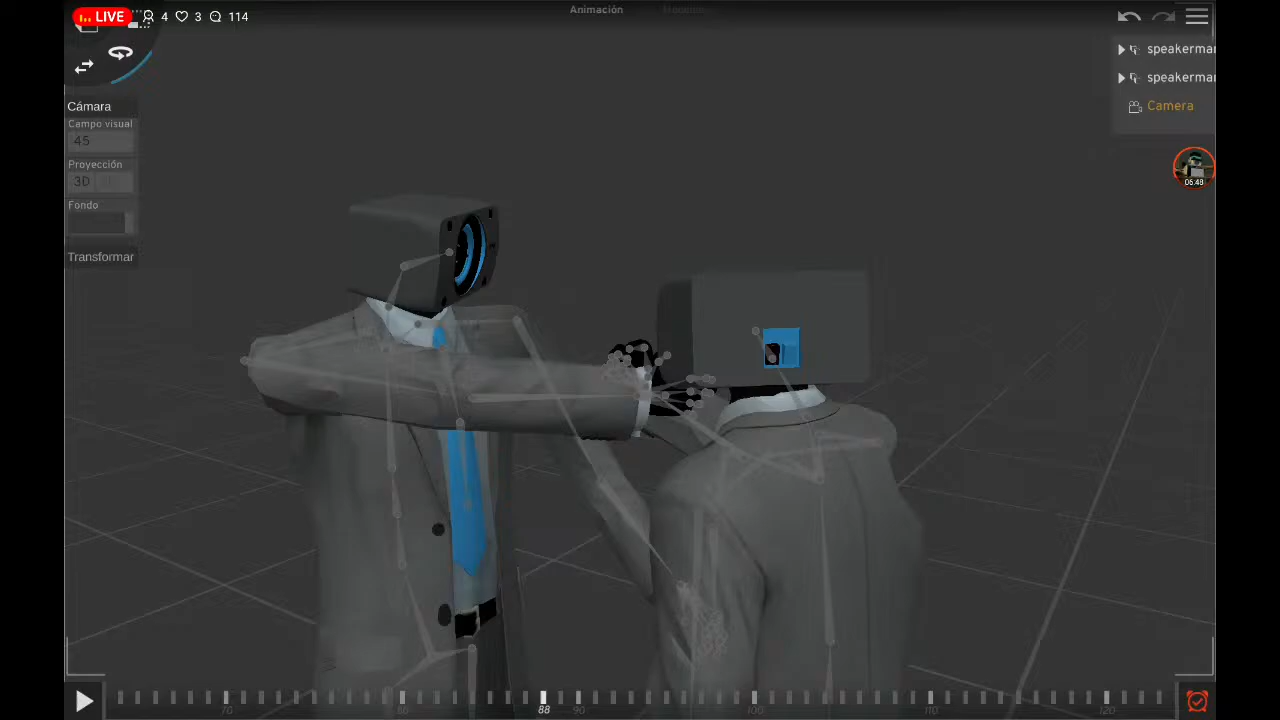 LIVE 4 3 114
Animación
speakerman
speakerman
Camera
Cámara
Campo visual
45
Proyección
3D
Fondo
Transformar
05:48
70 80 88 90 100 110 120